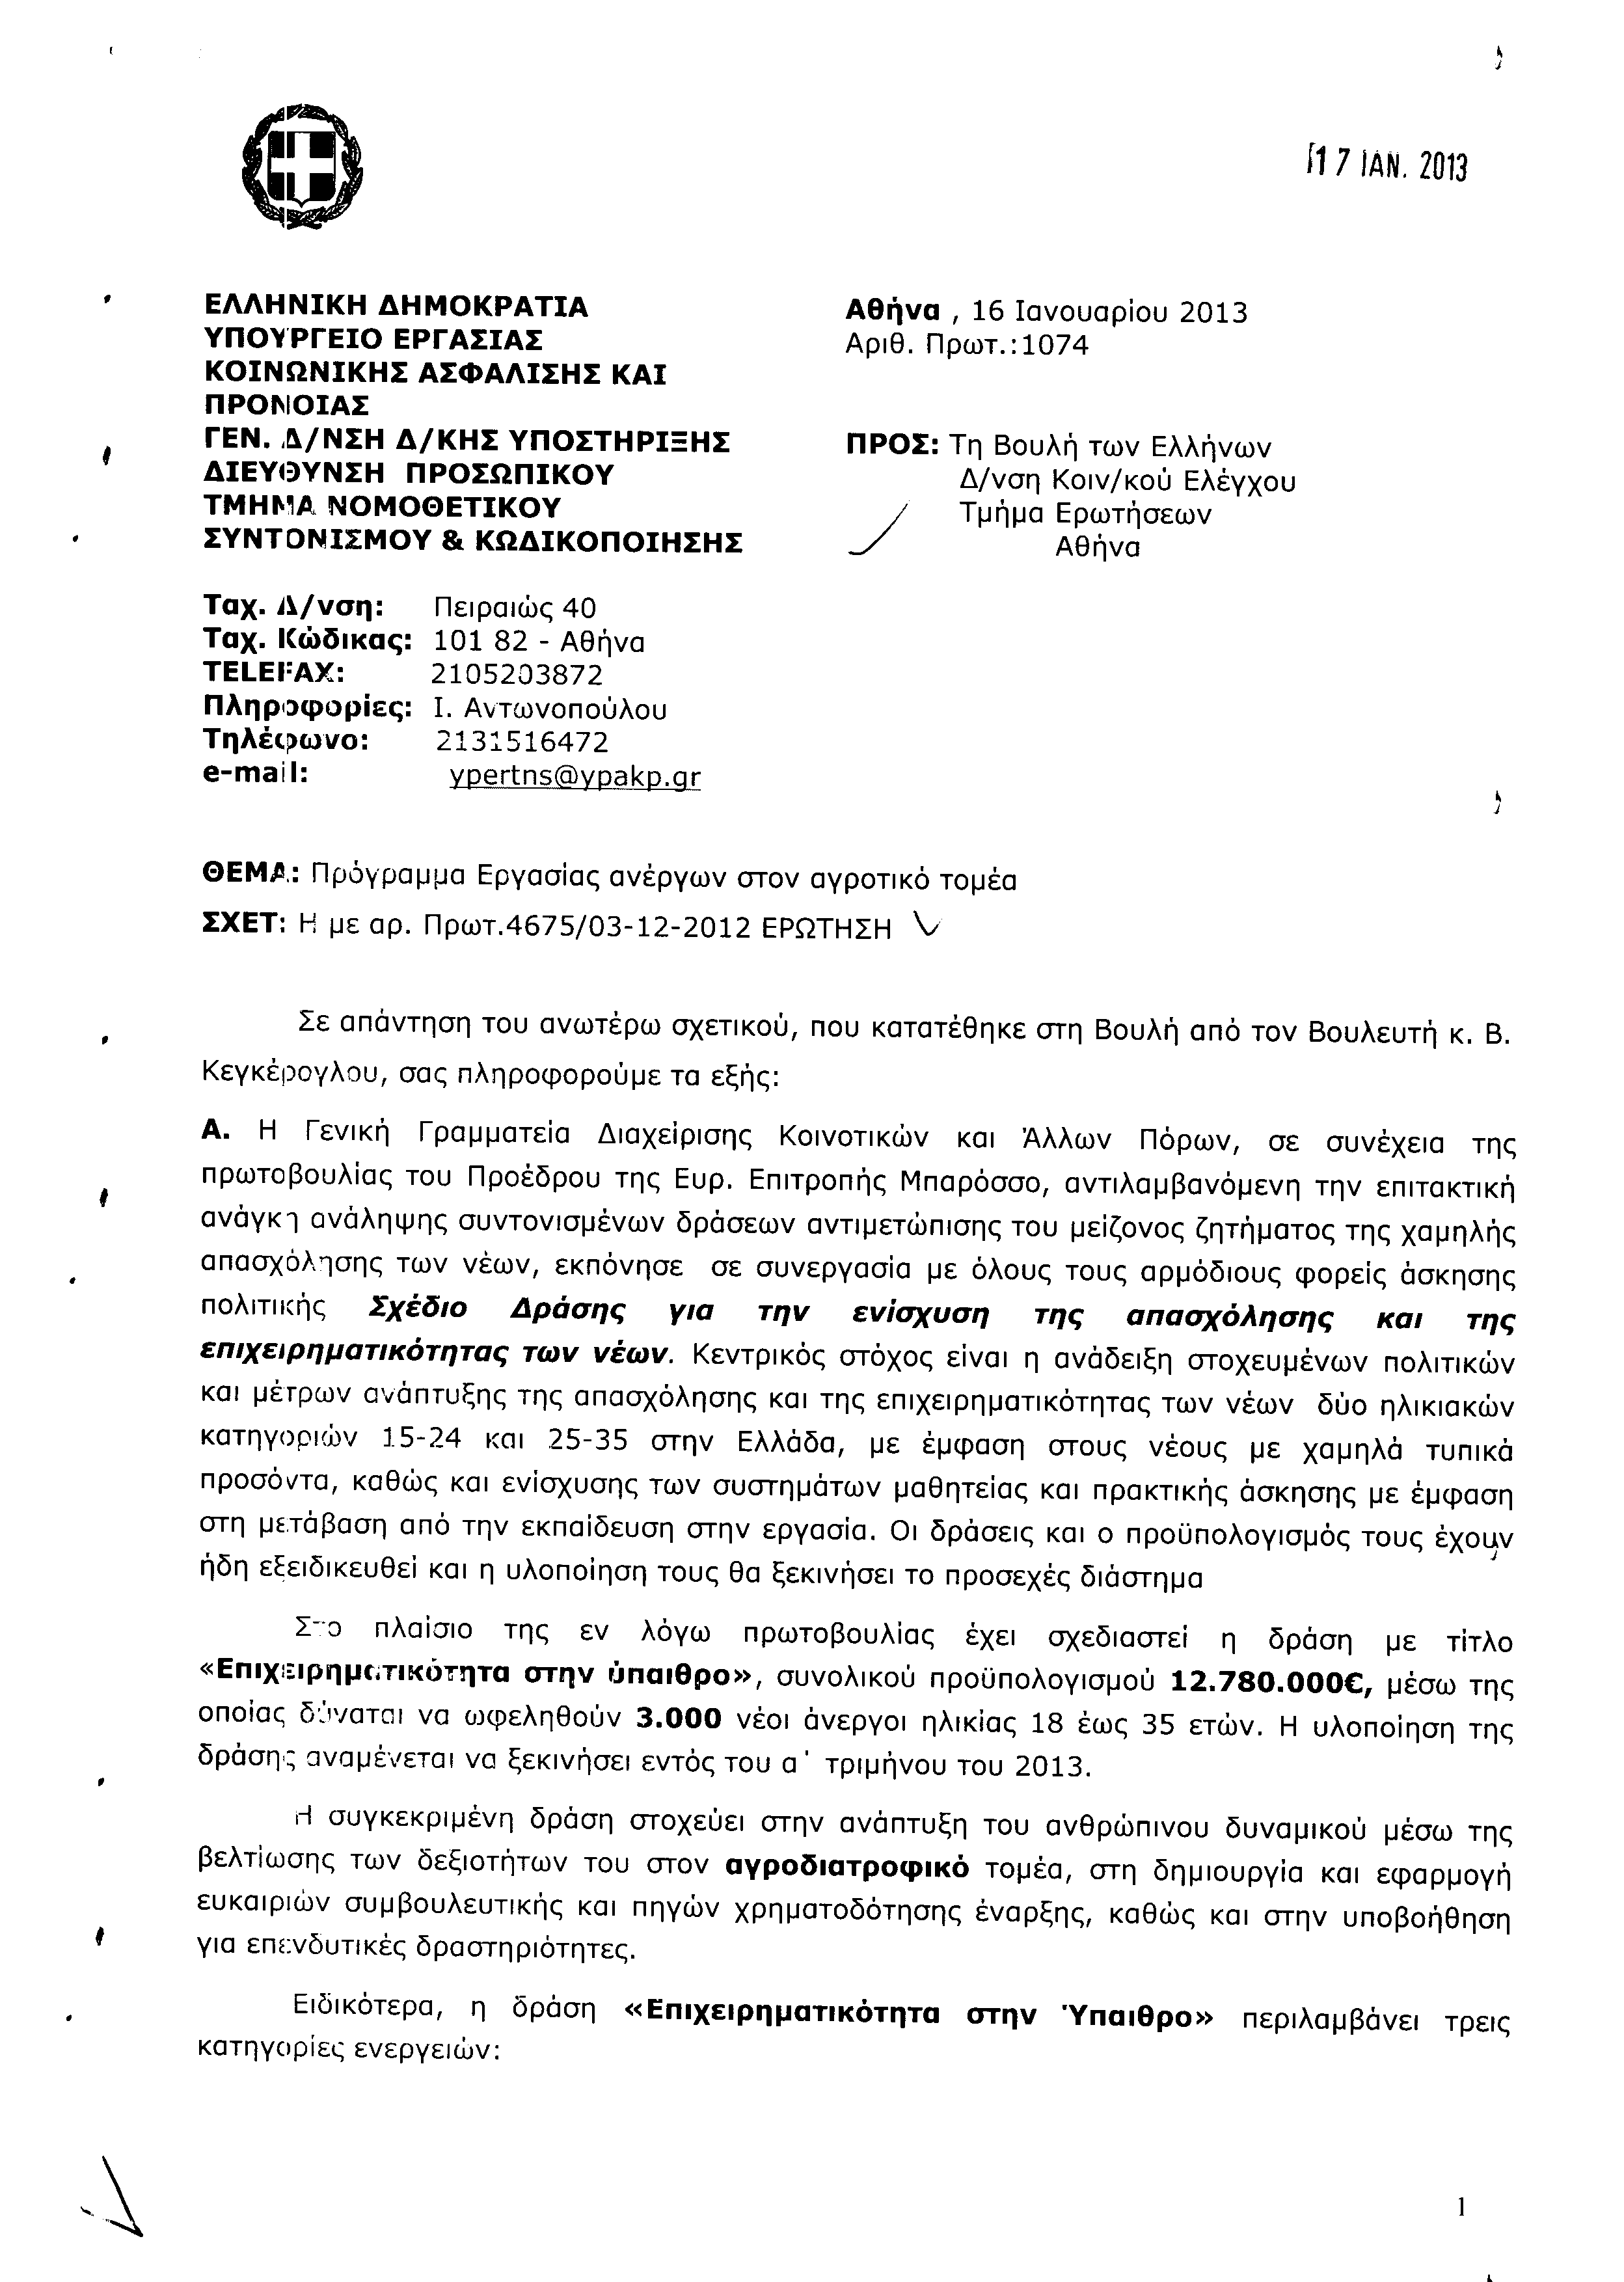 17 ΙΑΝ. 2013
ΕΛΛΗΝΙΚΗ ΔΗΜΟΚΡΑΤΙΑ
ΥΠΟΥΡΓΕΙΟ ΕΡΓΑΣΙΑΣ
ΚΟΙΝΩΝΙΚΗΣ ΑΣΦΑΛΙΣΗΣ ΚΑΙ
ΠΡΟΝΟΙΑΣ
ΓΕΝ. Δ/ΝΣΗ Δ/ΚΗΣ ΥΠΟΣΤΗΡΙΞΗΣ
ΔΙΕΥΘΥΝΣΗ ΠΡΟΣΩΠΙΚΟΥ
ΤΜΗΜΑ ΝΟΜΟΘΕΤΙΚΟΥ
ΣΥΝΤΟΝΙΣΜΟΥ & ΚΩΔΙΚΟΠΟΙΗΣΗΣ
Αθήνα , 16 Ιανουαρίου 2013
Αριθ. Πρωτ.:1074
ΠΡΟΣ: Τη Βουλή των Ελλήνων
Δ/νση Κοιν/κού Ελέγχου
Τμήμα Ερωτήσεων
Αθήνα
Ταχ. Δ/νση: Πειραιώς 40
Ταχ. Κώδικας: 101 82 - Αθήνα
TELEFAX: 2105203872
Πληροφορίες: Ι. Αντωνοπούλου
Τηλέφωνο: 2131516472
e-mail: ypertns@ypakp.gr
ΘΕΜΑ: Πρόγραμμα Εργασίας ανέργων στον αγροτικό τομέα
ΣΧΕΤ: Η με αρ. Πρωτ.4675/03-12-2012 ΕΡΩΤΗΣΗ
Σε απάντηση του ανωτέρω σχετικού, που κατατέθηκε στη Βουλή από τον Βουλευτή κ. Β.
Κεγκέρογλου, σας πληροφορούμε τα εξής:
Α. Η Γενική Γραμματεία Διαχείρισης Κοινοτικών και Άλλων Πόρων, σε συνέχεια της
πρωτοβουλίας του Προέδρου της Ευρ. Επιτροπής Μπαρόσσο, αντιλαμβανόμενη την επιτακτική
ανάγκη ανάληψης συντονισμένων δράσεων αντιμετώπισης του μείζονος ζητήματος της χαμηλής
απασχόλησης των νέων, εκπόνησε σε συνεργασία με όλους τους αρμόδιους φορείς άσκησης
πολιτικής Σχέδιο Δράσης για την ενίσχυση της απασχόλησης και της
επιχειρηματικότητας των νέων. Κεντρικός στόχος είναι η ανάδειξη στοχευμένων πολιτικών
και μέτρων ανάπτυξης της απασχόλησης και της επιχειρηματικότητας των νέων δύο ηλικιακών
κατηγοριών 15-24 και 25-35 στην Ελλάδα, με έμφαση στους νέους με χαμηλά τυπικά
προσόντα, καθώς και ενίσχυσης των συστημάτων μαθητείας και πρακτικής άσκησης με έμφαση
στη μετάβαση από την εκπαίδευση στην εργασία. Οι δράσεις και ο προϋπολογισμός τους έχουν
ήδη εξειδικευθεί και η υλοποίηση τους θα ξεκινήσει το προσεχές διάστημα
Στο πλαίσιο της εν λόγω πρωτοβουλίας έχει σχεδιαστεί η δράση με τίτλο
«Επιχειρηματικότητα στην ύπαιθρο», συνολικού προϋπολογισμού 12.780.000€, μέσω της
οποίας δύναται να ωφεληθούν 3.000 νέοι άνεργοι ηλικίας 18 έως 35 ετών. Η υλοποίηση της
δράσης αναμένεται να ξεκινήσει εντός του α΄ τριμήνου του 2013.
Η συγκεκριμένη δράση στοχεύει στην ανάπτυξη του ανθρώπινου δυναμικού μέσω της
βελτίωσης των δεξιοτήτων του στον αγροδιατροφικό τομέα, στη δημιουργία και εφαρμογή
ευκαιριών συμβουλευτικής και πηγών χρηματοδότησης έναρξης, καθώς και στην υποβοήθηση
για επενδυτικές δραστηριότητες.
Ειδικότερα, η δράση «Επιχειρηματικότητα στην Ύπαιθρο» περιλαμβάνει τρεις
κατηγορίες ενεργειών:
1